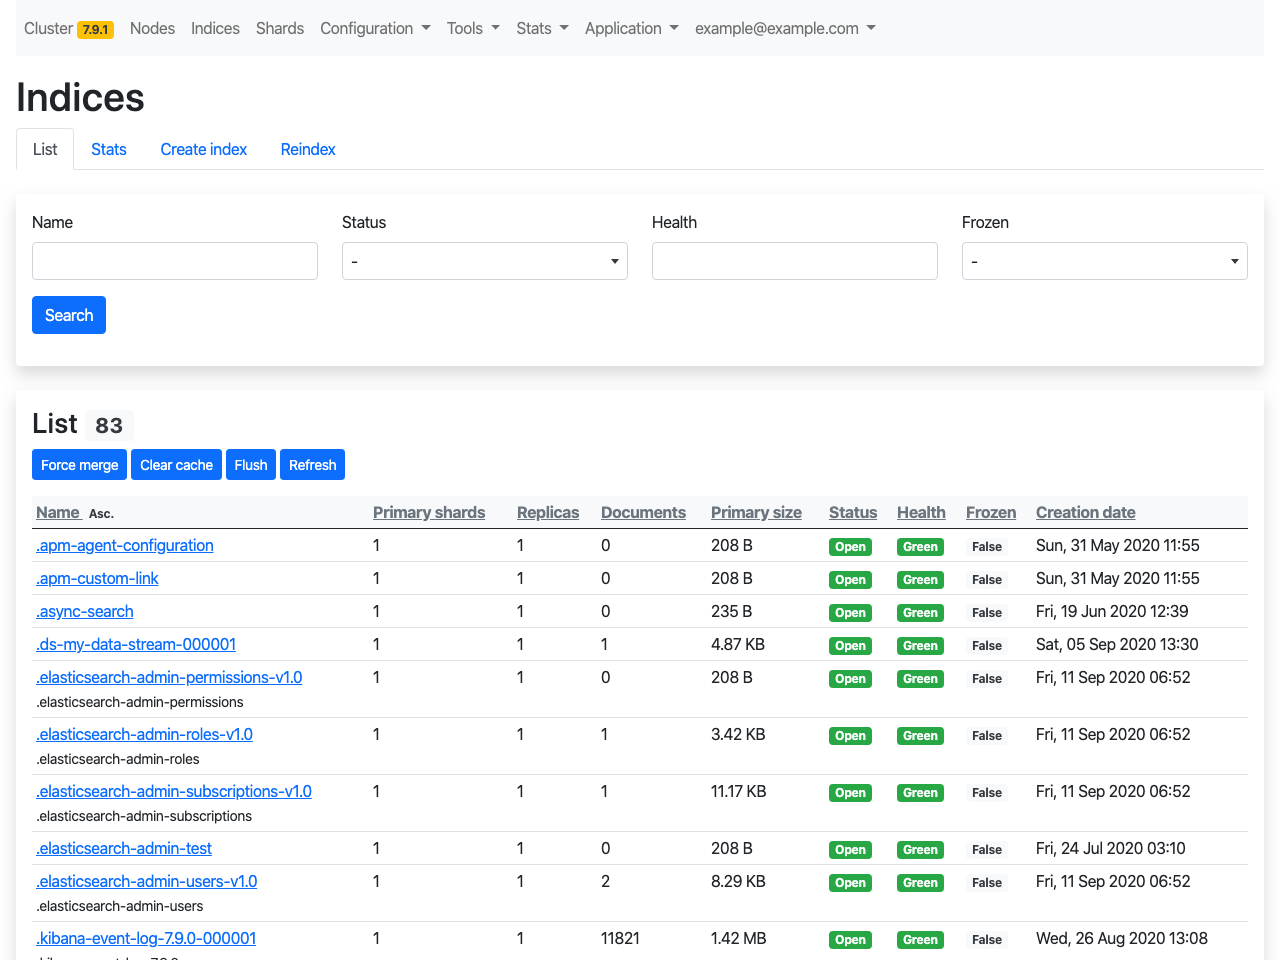 Cluster 7.9.1 Nodes Indices Shards Configuration Tools Stats Application example@example.com
Indices
List Stats Create index Reindex
Name Status Health Frozen
- -
Search
List 83
Force merge Clear cache Flush Refresh
Name Asc. Primary shards Replicas Documents Primary size Status Health Frozen Creation date
.apm-agent-configuration 1 1 0 208 B Open Green False Sun, 31 May 2020 11:55
.apm-custom-link 1 1 0 208 B Open Green False Sun, 31 May 2020 11:55
.async-search 1 1 0 235 B Open Green False Fri, 19 Jun 2020 12:39
.ds-my-data-stream-000001 1 1 1 4.87 KB Open Green False Sat, 05 Sep 2020 13:30
.elasticsearch-admin-permissions-v1.0 1 1 0 208 B Open Green False Fri, 11 Sep 2020 06:52
.elasticsearch-admin-permissions
.elasticsearch-admin-roles-v1.0 1 1 1 3.42 KB Open Green False Fri, 11 Sep 2020 06:52
.elasticsearch-admin-roles
.elasticsearch-admin-subscriptions-v1.0 1 1 1 11.17 KB Open Green False Fri, 11 Sep 2020 06:52
.elasticsearch-admin-subscriptions
.elasticsearch-admin-test 1 1 0 208 B Open Green False Fri, 24 Jul 2020 03:10
.elasticsearch-admin-users-v1.0 1 1 2 8.29 KB Open Green False Fri, 11 Sep 2020 06:52
.elasticsearch-admin-users
.kibana-event-log-7.9.0-000001 1 1 11821 1.42 MB Open Green False Wed, 26 Aug 2020 13:08